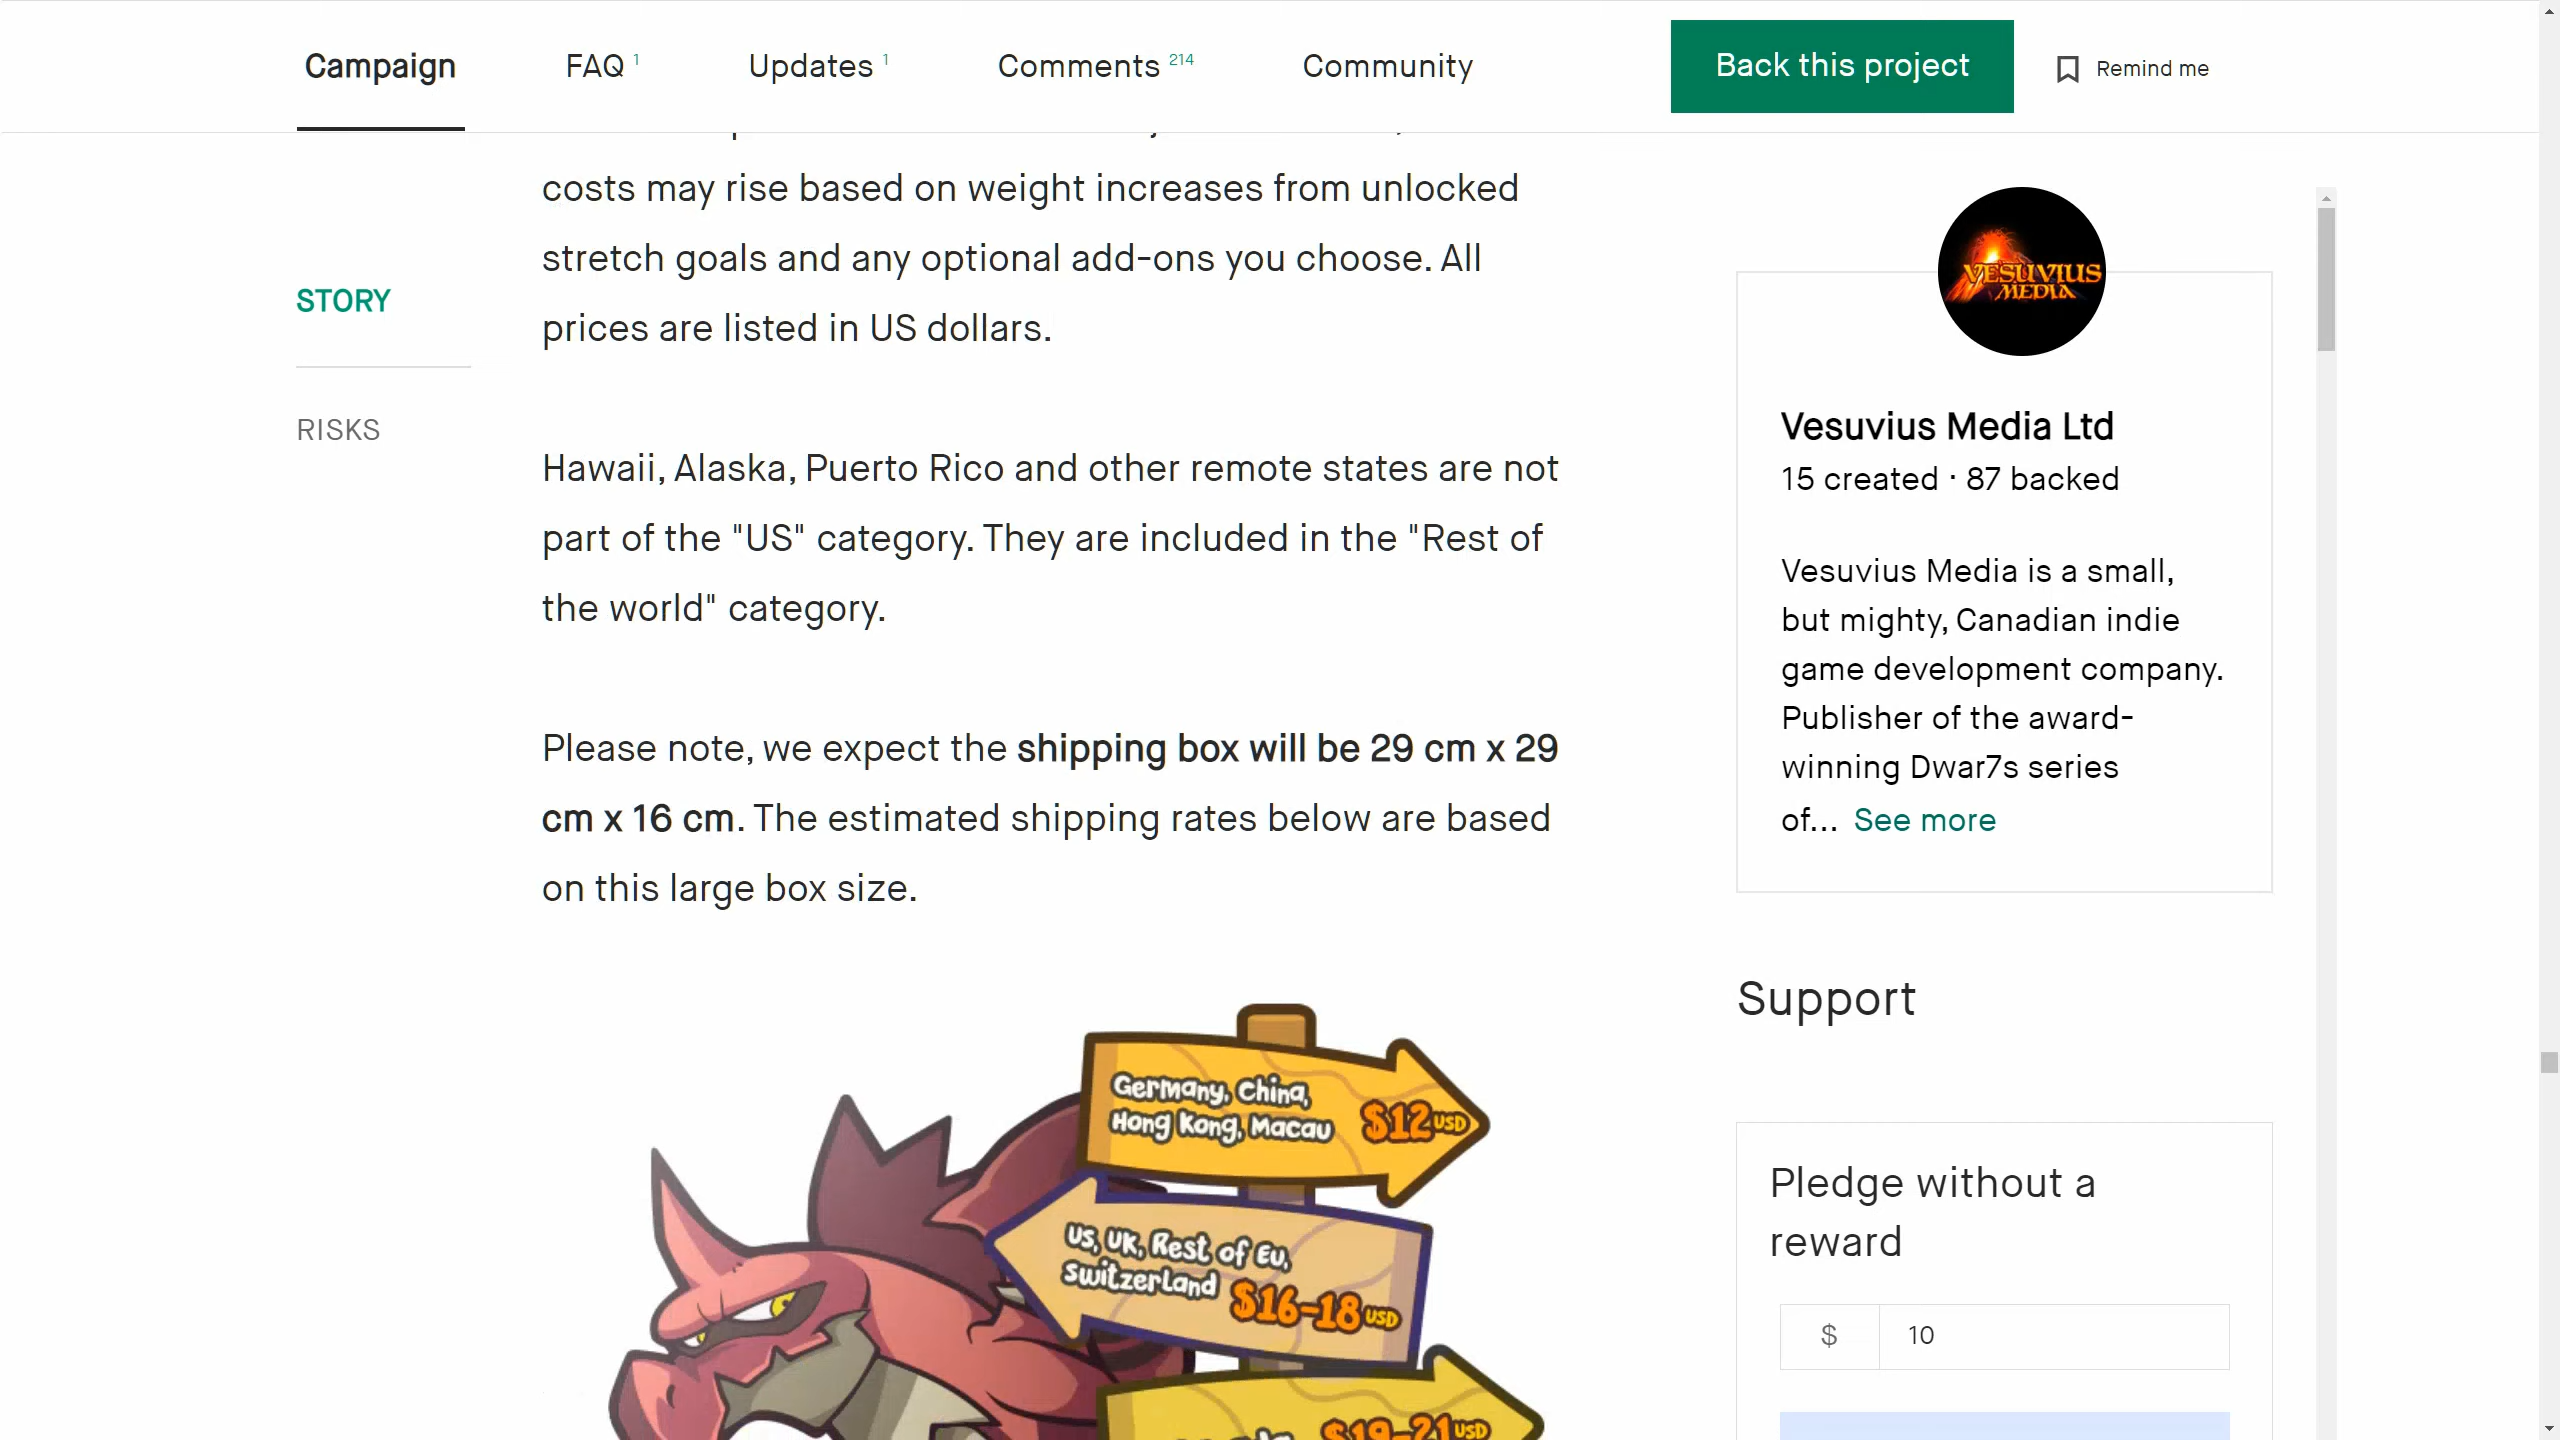 Campaign
FAQ 1
Updates 1
Comments 214
Community
Back this project
Remind me
STORY
RISKS
costs may rise based on weight increases from unlocked
stretch goals and any optional add-ons you choose. All
prices are listed in US dollars.
Hawaii, Alaska, Puerto Rico and other remote states are not
part of the "US" category. They are included in the "Rest of
the world" category.
Please note, we expect the shipping box will be 29 cm x 29
cm x 16 cm. The estimated shipping rates below are based
on this large box size.
Germany, China,
Hong Kong, Macau $12 USD
US, UK, Rest of EU,
Switzerland $16-18 USD
$19-21 USD
VESUVIUS
MEDIA
Vesuvius Media Ltd
15 created · 87 backed
Vesuvius Media is a small,
but mighty, Canadian indie
game development company.
Publisher of the award-
winning Dwar7s series
of... See more
Support
Pledge without a
reward
$ 10